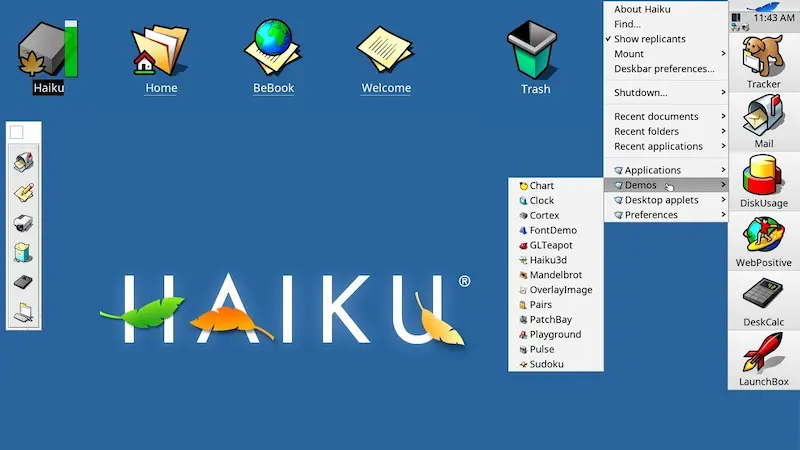 Haiku
Home
BeBook
Welcome
Trash
About Haiku
Find...
Show replicants
Mount
Deskbar preferences...
Shutdown...
Recent documents
Recent folders
Recent applications
Applications
Demos
Desktop applets
Preferences
Chart
Clock
Cortex
FontDemo
GLTeapot
Haiku3d
Mandelbrot
OverlayImage
Pairs
PatchBay
Playground
Pulse
Sudoku
11:43 AM
Tracker
Mail
DiskUsage
WebPositive
DeskCalc
LaunchBox
HAIKU®